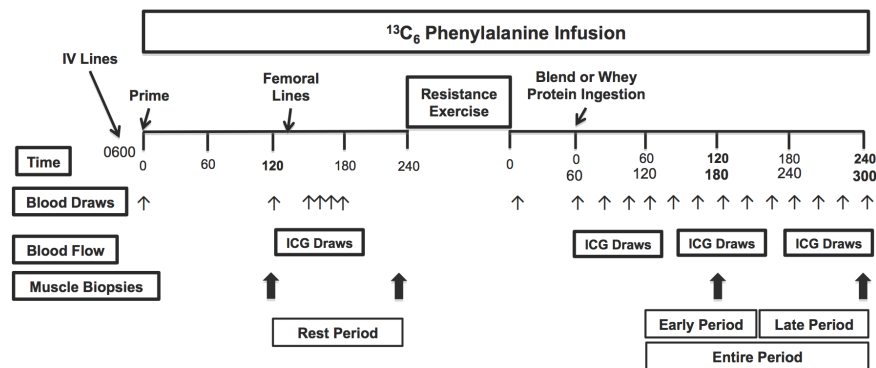 ¹³C₆ Phenylalanine Infusion
IV Lines
Prime
Femoral
Lines
Resistance
Exercise
Blend or Whey
Protein Ingestion
Time
0600
0 60 120 180 240 0 0 60 120 180 240
60 120 180 240 300
Blood Draws
Blood Flow
ICG Draws ICG Draws ICG Draws ICG Draws
Muscle Biopsies
Rest Period
Early Period Late Period
Entire Period